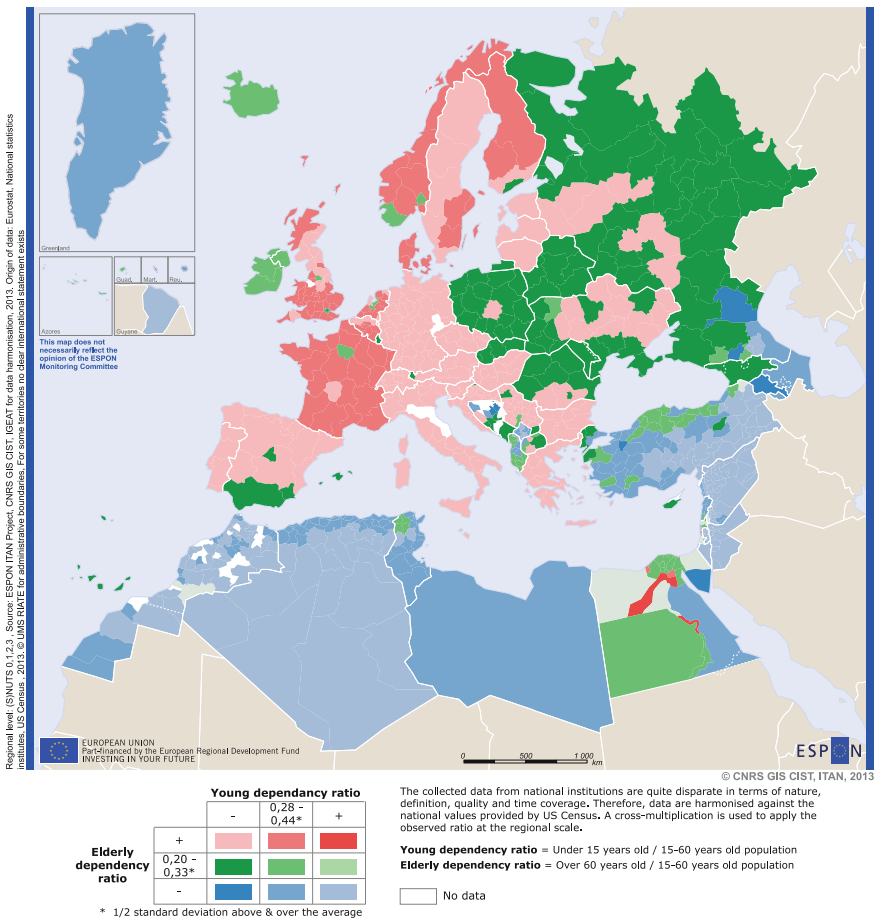 Regional level: (S)NUTS 0,1,2,3 , Source: ESPON ITAN Project, CNRS GIS CIST, IGEAT for data harmonisation, 2013. Origin of data: Eurostat, National statistics
institutes, US Census , 2013. © UMS RIATE for administrative boundaries. For some territories no clear international statement exists
Greenland
Guad.
Mart.
Reu.
Azores
Guyane
This map does not
necessarily reflect the
opinion of the ESPON
Monitoring Committee
EUROPEAN UNION
Part-financed by the European Regional Development Fund
INVESTING IN YOUR FUTURE
0 500 1 000
km
ESPON
© CNRS GIS CIST, ITAN, 2013
Young dependancy ratio
- 0,28 - +
0,44*
Elderly
dependency
ratio
+
0,20 -
0,33*
-
* 1/2 standard deviation above & over the average
The collected data from national institutions are quite disparate in terms of nature,
definition, quality and time coverage. Therefore, data are harmonised against the
national values provided by US Census. A cross-multiplication is used to apply the
observed ratio at the regional scale.
Young dependency ratio = Under 15 years old / 15-60 years old population
Elderly dependency ratio = Over 60 years old / 15-60 years old population
No data